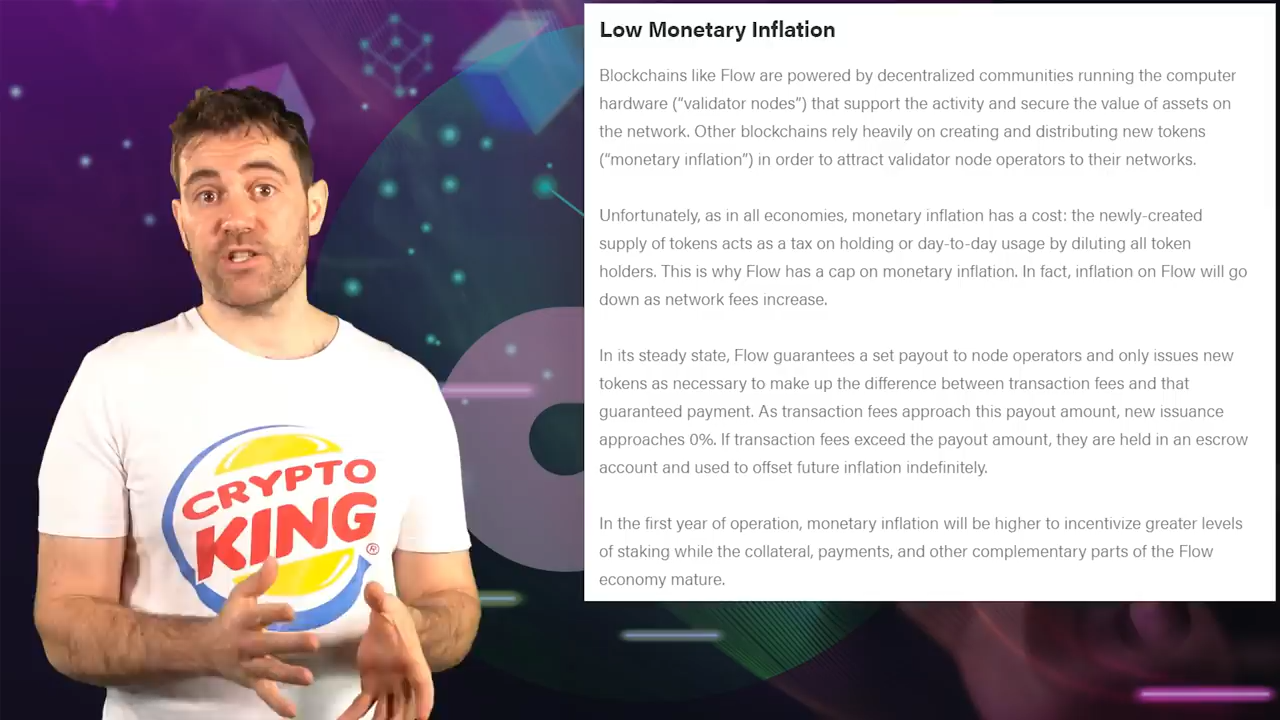 Low Monetary Inflation
Blockchains like Flow are powered by decentralized communities running the computer
hardware (“validator nodes”) that support the activity and secure the value of assets on
the network. Other blockchains rely heavily on creating and distributing new tokens
(“monetary inflation”) in order to attract validator node operators to their networks.
Unfortunately, as in all economies, monetary inflation has a cost: the newly-created
supply of tokens acts as a tax on holding or day-to-day usage by diluting all token
holders. This is why Flow has a cap on monetary inflation. In fact, inflation on Flow will go
down as network fees increase.
In its steady state, Flow guarantees a set payout to node operators and only issues new
tokens as necessary to make up the difference between transaction fees and that
guaranteed payment. As transaction fees approach this payout amount, new issuance
approaches 0%. If transaction fees exceed the payout amount, they are held in an escrow
account and used to offset future inflation indefinitely.
In the first year of operation, monetary inflation will be higher to incentivize greater levels
of staking while the collateral, payments, and other complementary parts of the Flow
economy mature.
CRYPTO
KING
®